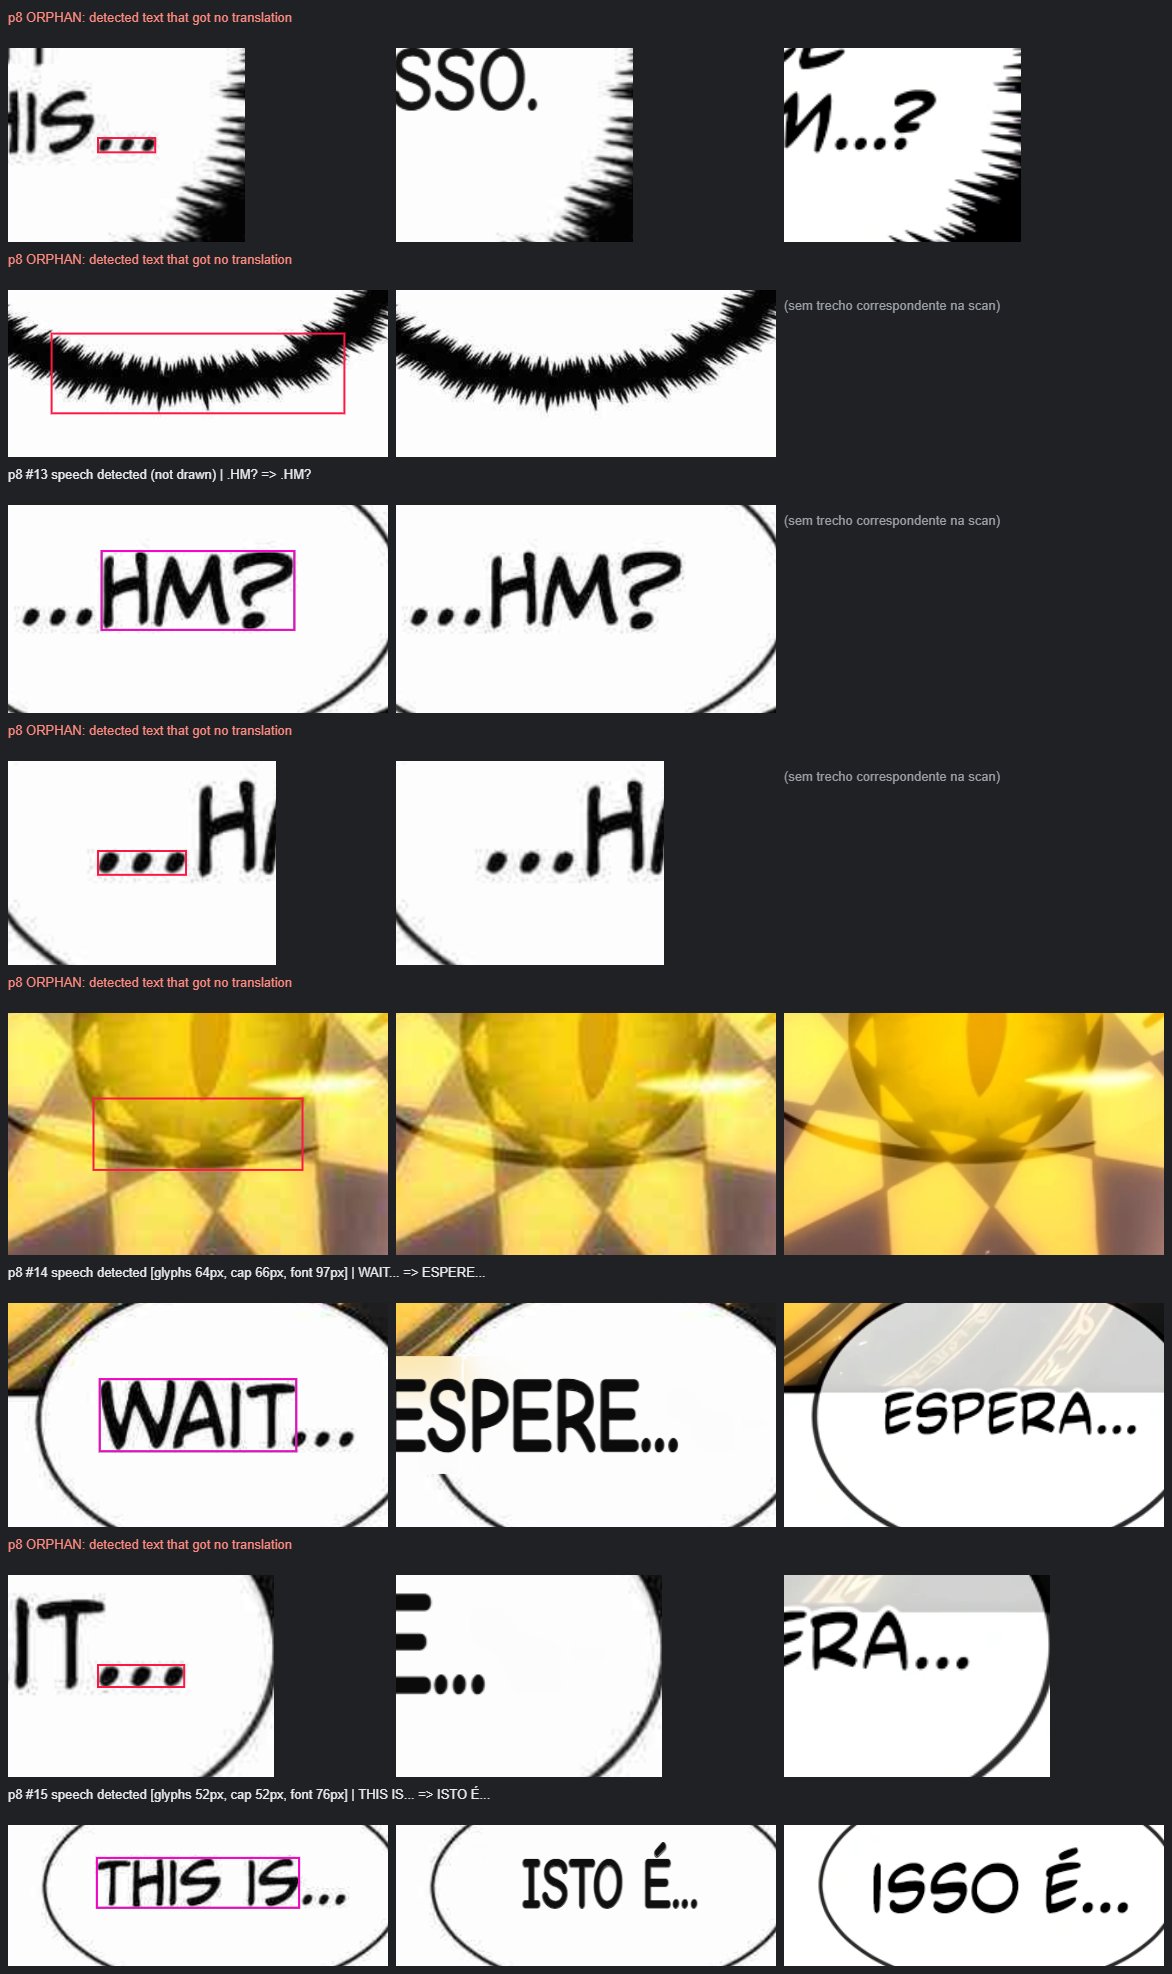 p8 ORPHAN: detected text that got no translation
HIS...
SSO.
M...?
p8 ORPHAN: detected text that got no translation
(sem trecho correspondente na scan)
p8 #13 speech detected (not drawn) | .HM? => .HM?
...HM?
...HM?
(sem trecho correspondente na scan)
p8 ORPHAN: detected text that got no translation
...H
...H
(sem trecho correspondente na scan)
p8 ORPHAN: detected text that got no translation
p8 #14 speech detected [glyphs 64px, cap 66px, font 97px] | WAIT... => ESPERE...
WAIT...
ESPERE...
ESPERA...
p8 ORPHAN: detected text that got no translation
IT...
E...
ERA...
p8 #15 speech detected [glyphs 52px, cap 52px, font 76px] | THIS IS... => ISTO É...
THIS IS...
ISTO É...
ISSO É...